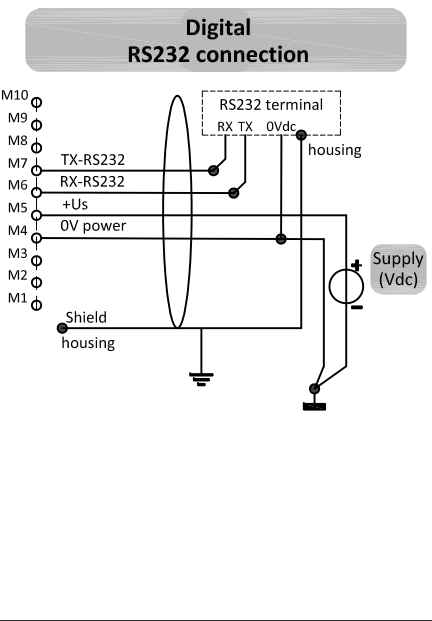 Digital
RS232 connection
M10
M9
M8
M7
M6
M5
M4
M3
M2
M1
TX-RS232
RX-RS232
+Us
0V power
Shield
housing
RS232 terminal
RX TX 0Vdc
housing
+
Supply
(Vdc)
-